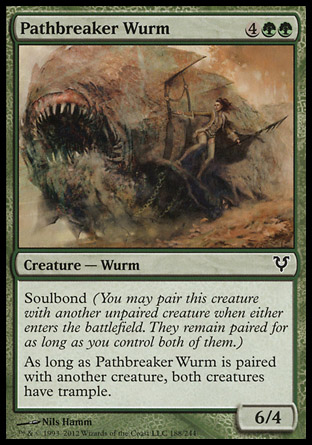 Pathbreaker Wurm 4
Creature — Wurm
Soulbond (You may pair this creature
with another unpaired creature when either
enters the battlefield. They remain paired for
as long as you control both of them.)
As long as Pathbreaker Wurm is paired
with another creature, both creatures
have trample.
6/4
Nils Hamm
™ & © 1993–2012 Wizards of the Coast LLC 188/244